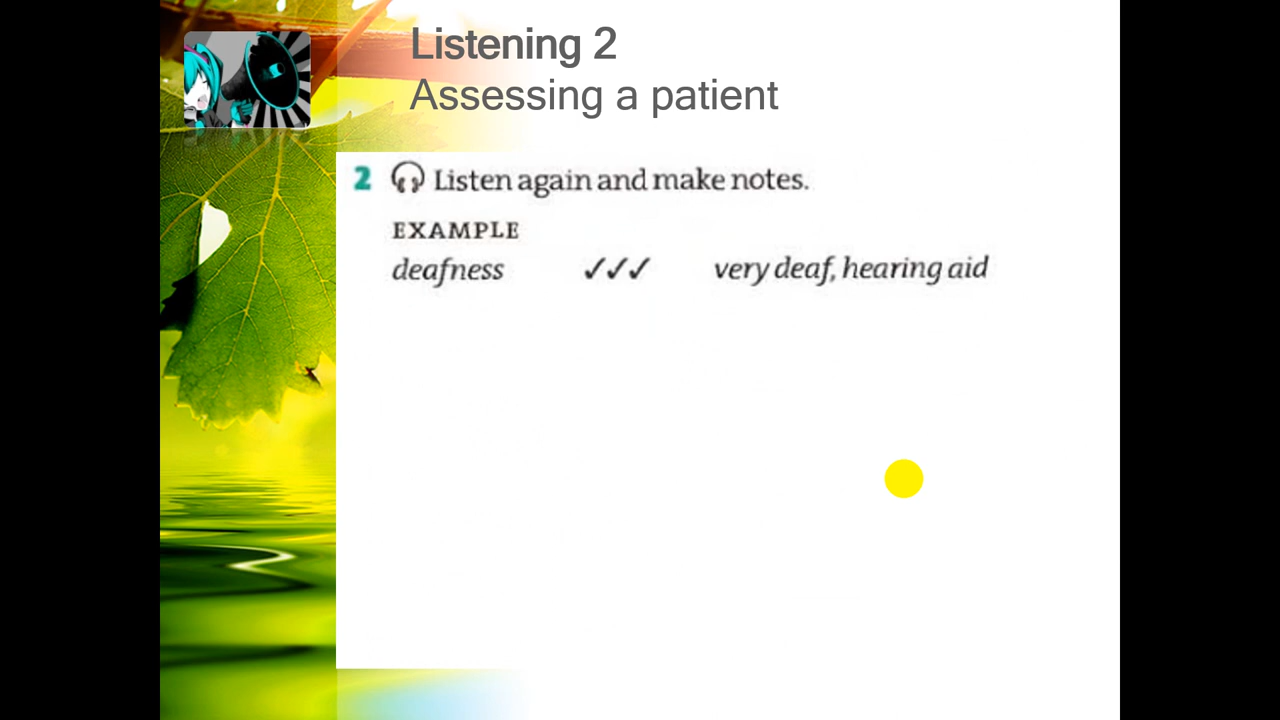 Listening 2
Assessing a patient
2 Listen again and make notes.
EXAMPLE
deafness ✓✓✓ very deaf, hearing aid